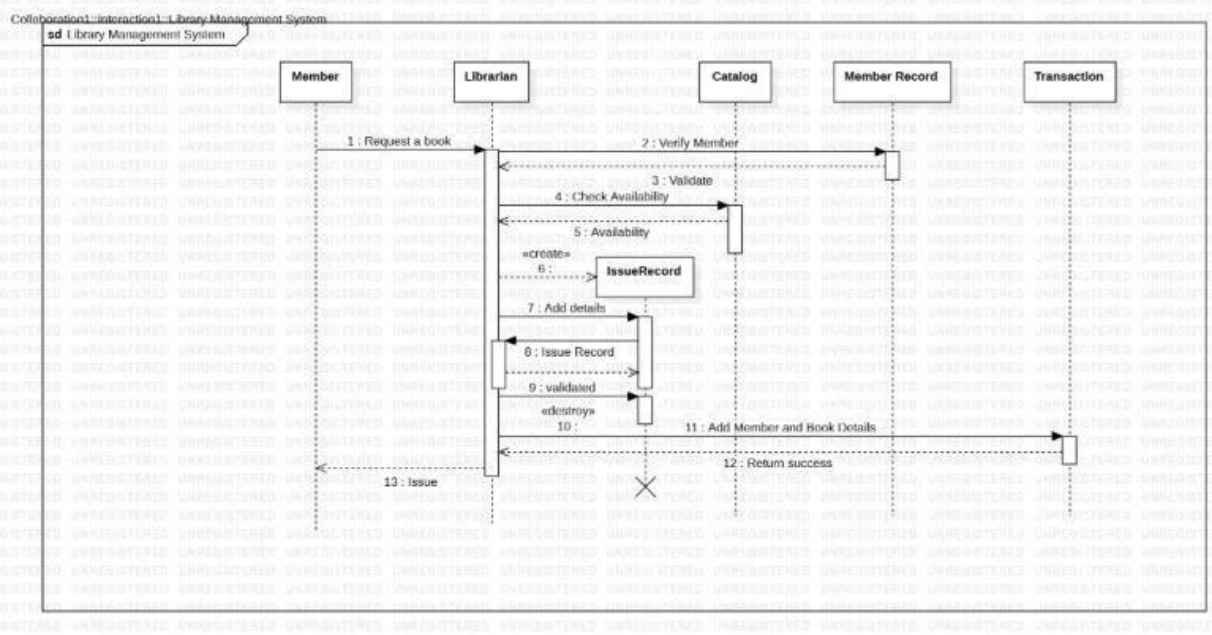 Collaboration1::Interaction1::Library Management System
sd Library Management System
Member
Librarian
Catalog
Member Record
Transaction
1 : Request a book
2 : Verify Member
3 : Validate
4 : Check Availability
5 : Availability
«create»
6 :
IssueRecord
7 : Add details
8 : Issue Record
9 : validated
«destroy»
10 :
11 : Add Member and Book Details
12 : Return success
13 : Issue
UNREGISTERED